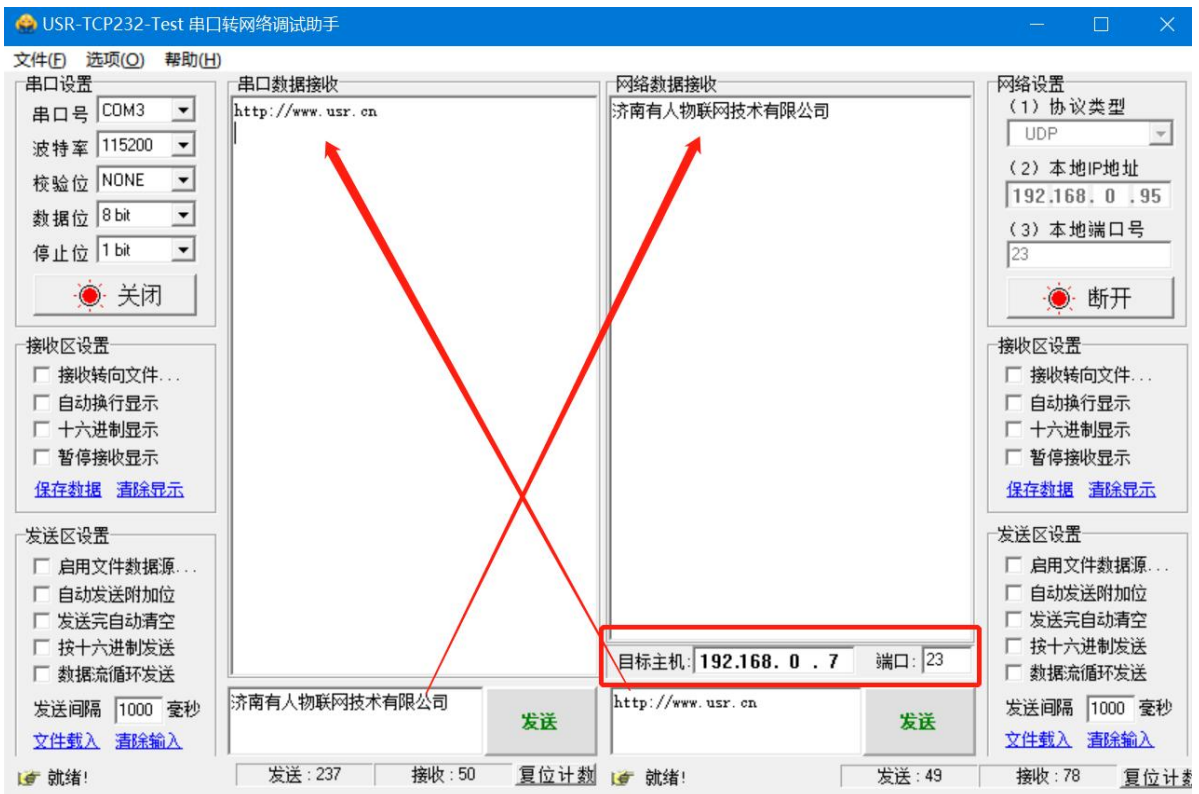 USR-TCP232-Test 串口转网络调试助手
文件(F) 选项(O) 帮助(H)
串口设置
串口号 COM3
波特率 115200
校验位 NONE
数据位 8 bit
停止位 1 bit
关闭
接收区设置
接收转向文件...
自动换行显示
十六进制显示
暂停接收显示
保存数据 清除显示
发送区设置
启用文件数据源...
自动发送附加位
发送完自动清空
按十六进制发送
数据流循环发送
发送间隔 1000 毫秒
文件载入 清除输入
就绪!
串口数据接收
http://www.usr.cn
济南有人物联网技术有限公司
发送
发送 : 237 接收 : 50 复位计数
网络数据接收
济南有人物联网技术有限公司
目标主机: 192.168. 0 . 7 端口: 23
http://www.usr.cn
发送
就绪!
发送 : 49 接收 : 78 复位计
网络设置
(1) 协议类型
UDP
(2) 本地IP地址
192.168. 0 .95
(3) 本地端口号
23
断开
接收区设置
接收转向文件...
自动换行显示
十六进制显示
暂停接收显示
保存数据 清除显示
发送区设置
启用文件数据源...
自动发送附加位
发送完自动清空
按十六进制发送
数据流循环发送
发送间隔 1000 毫秒
文件载入 清除输入